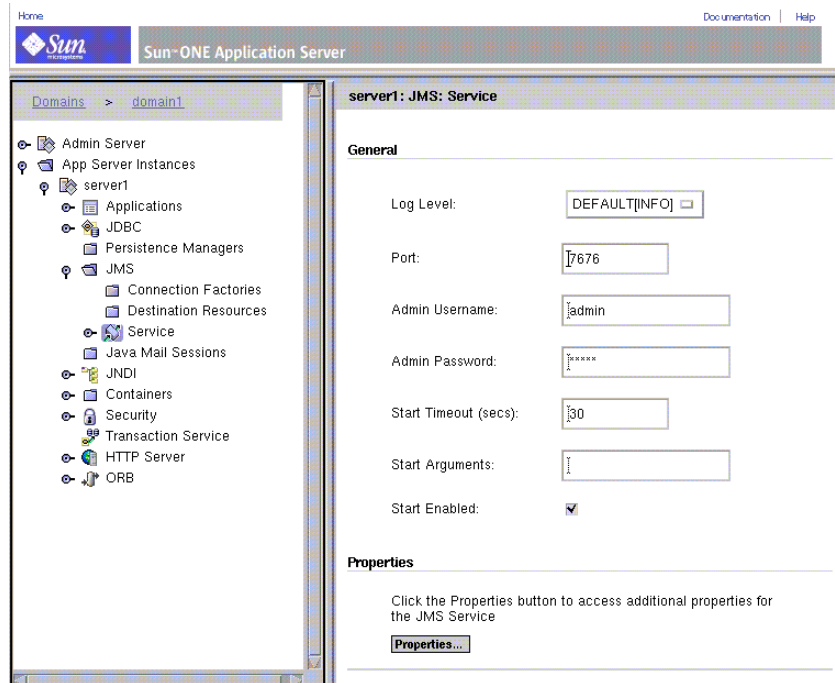 Home
Documentation | Help
Sun
microsystems
Sun™ ONE Application Server
Domains > domain1
Admin Server
App Server Instances
server1
Applications
JDBC
Persistence Managers
JMS
Connection Factories
Destination Resources
Service
Java Mail Sessions
JNDI
Containers
Security
Transaction Service
HTTP Server
ORB
server1: JMS: Service
General
Log Level: DEFAULT[INFO]
Port: 7676
Admin Username: admin
Admin Password: *****
Start Timeout (secs): 30
Start Arguments:
Start Enabled:
Properties
Click the Properties button to access additional properties for
the JMS Service
Properties...